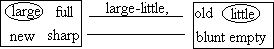 large full large-little, old little
new sharp blunt empty